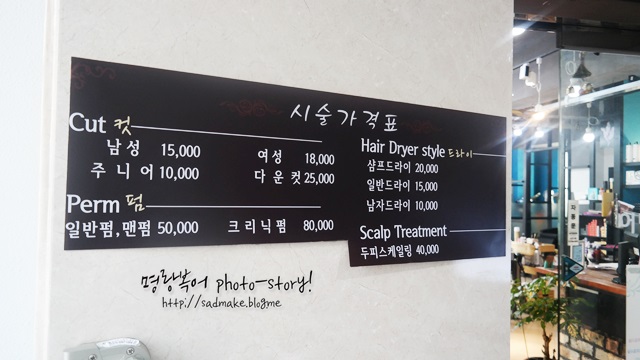 시술가격표
Cut 컷
남성 15,000
여성 18,000
주니어 10,000
다운컷 25,000
Perm 펌
일반펌,맨펌 50,000
크리닉펌 80,000
Hair Dryer style 드라이
샴프드라이 20,000
일반드라이 15,000
남자드라이 10,000
Scalp Treatment
두피스케일링 40,000
명랑복어 photo-story!
http://sadmake.blogme